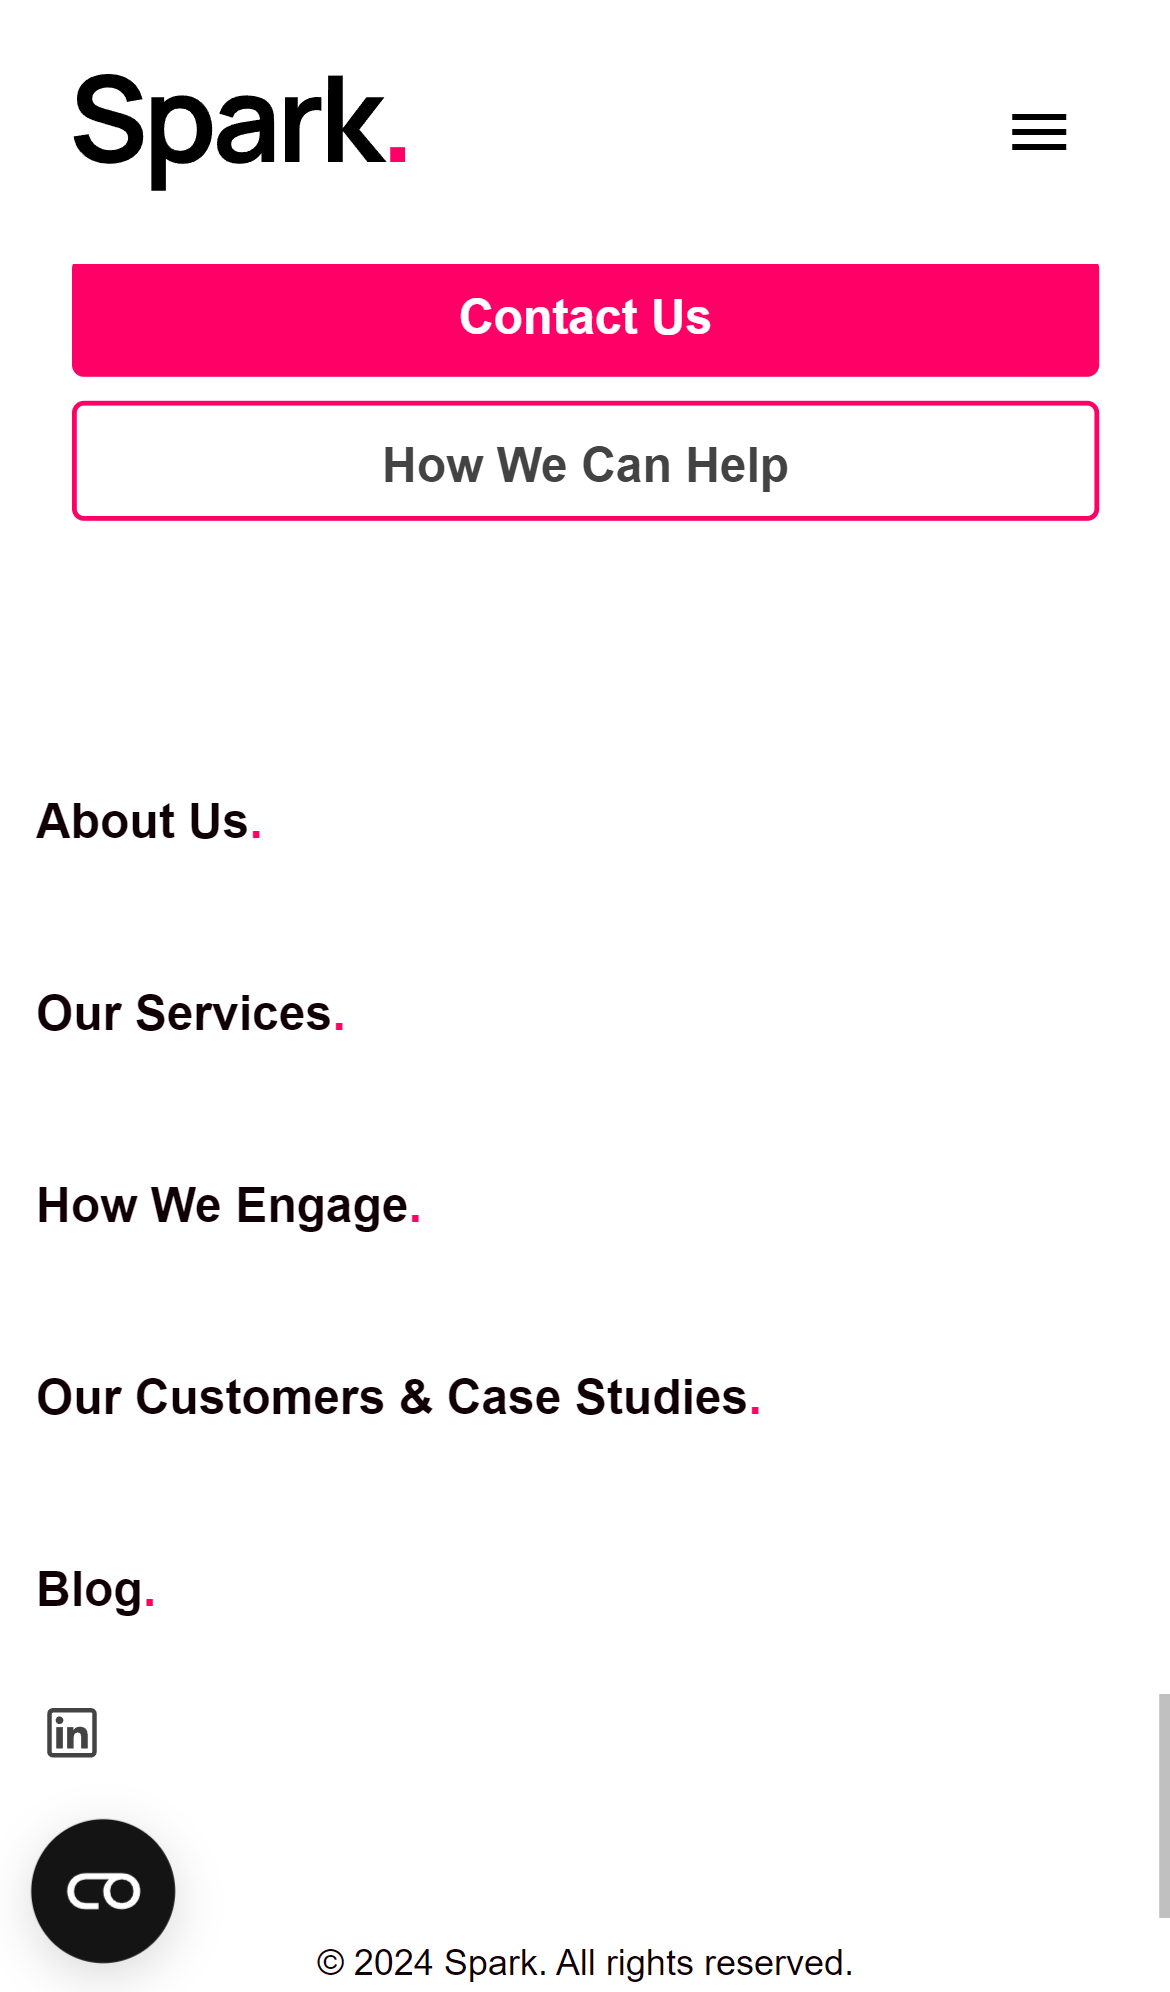 Spark.
Contact Us
How We Can Help
About Us.
Our Services.
How We Engage.
Our Customers & Case Studies.
Blog.
in
© 2024 Spark. All rights reserved.